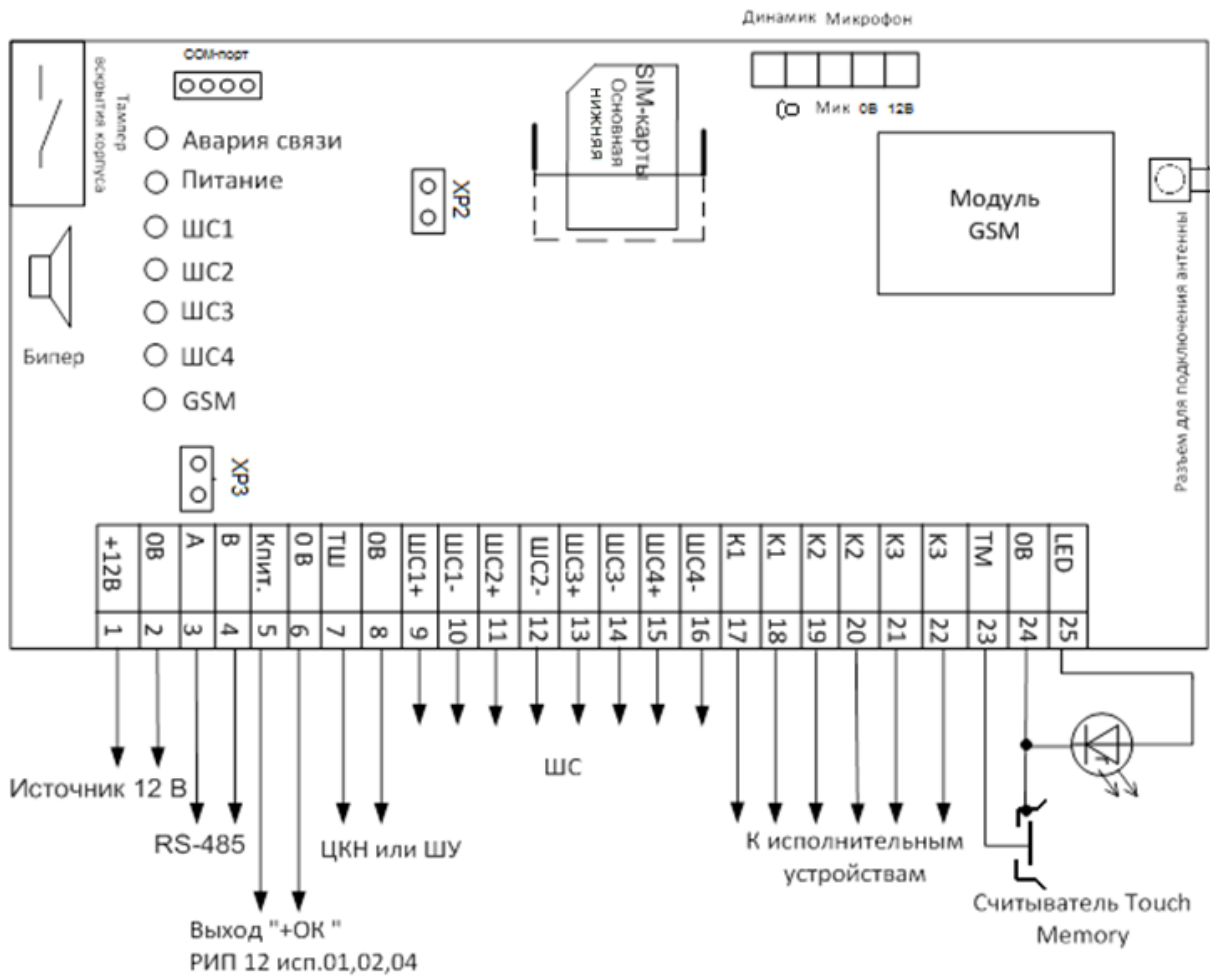 Динамик Микрофон
COM-порт
Тампер
вскрытия корпуса
SIM-карты
Основная
нижняя
Мик 0В 12В
Авария связи
Питание
ШС1
ШС2
ШС3
ШС4
GSM
XP2
Модуль
GSM
Разъем для подключения антенны
Бипер
XP3
+12В
0В
А
В
Кпит.
0 В
ТШ
0В
ШС1+
ШС1-
ШС2+
ШС2-
ШС3+
ШС3-
ШС4+
ШС4-
К1
К1
К2
К2
К3
К3
ТМ
0В
LED
1
2
3
4
5
6
7
8
9
10
11
12
13
14
15
16
17
18
19
20
21
22
23
24
25
Источник 12 В
RS-485
ЦКН или ШУ
ШС
К исполнительным
устройствам
Считыватель Touch
Memory
Выход "+ОК "
РИП 12 исп.01,02,04